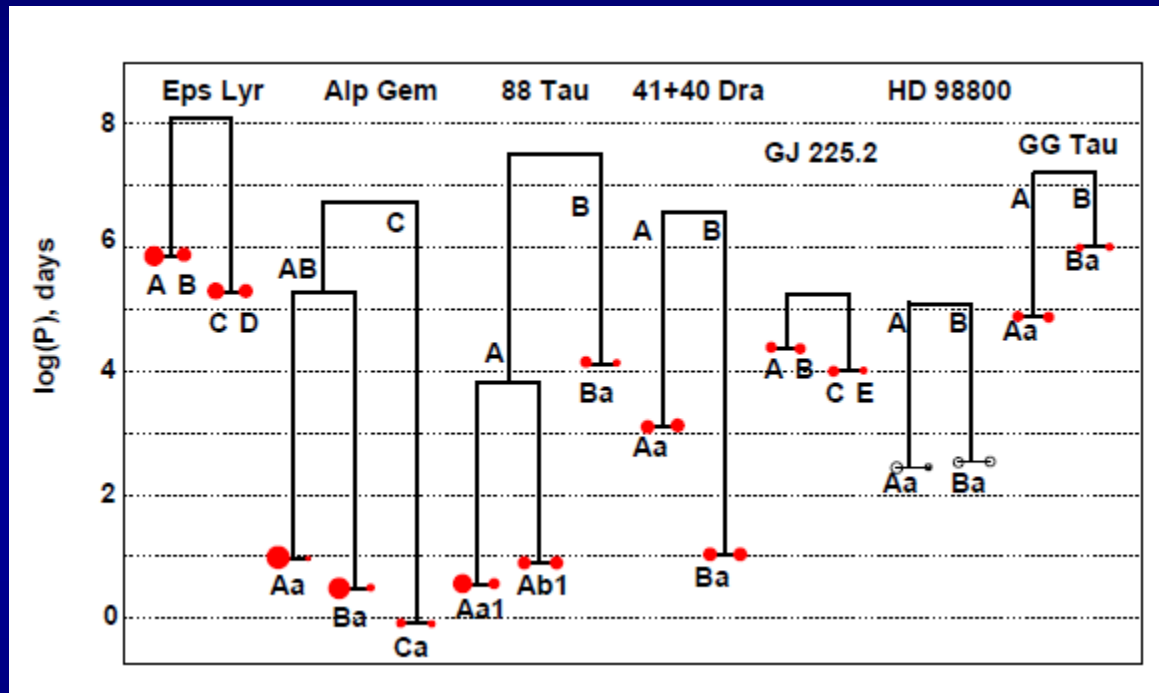 Eps Lyr Alp Gem 88 Tau 41+40 Dra HD 98800
GJ 225.2 GG Tau
8
6
4
2
0
log(P), days
A B
C D
AB
C
Aa
Ba
Ca
A
B
Aa1
Ab1
Ba
A B
Aa
Ba
A B
C E
A B
Aa Ba
A B
Aa
Ba